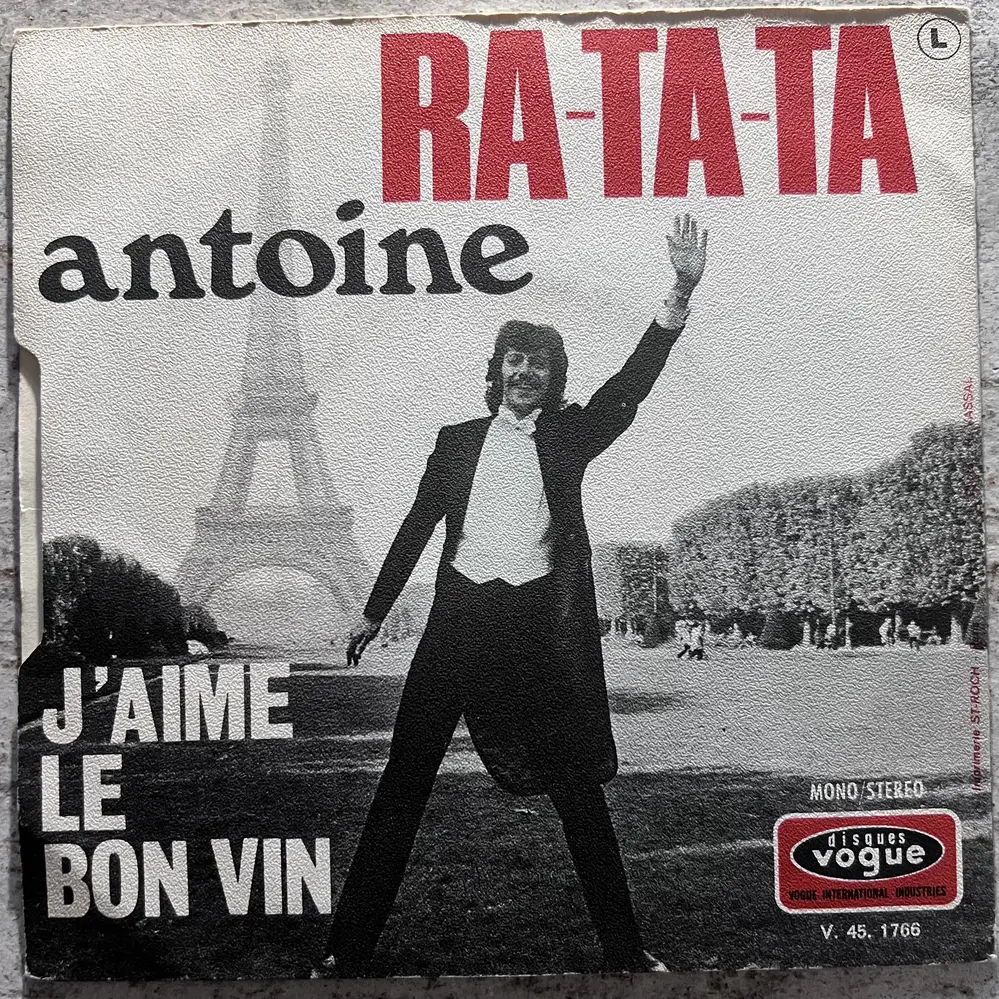 RA-TA-TA
L
antoine
J'AIME
LE
BON VIN
MONO/STEREO
disques
vogue
VOGUE INTERNATIONAL INDUSTRIES
V. 45. 1766
Imprimerie ST-ROCH